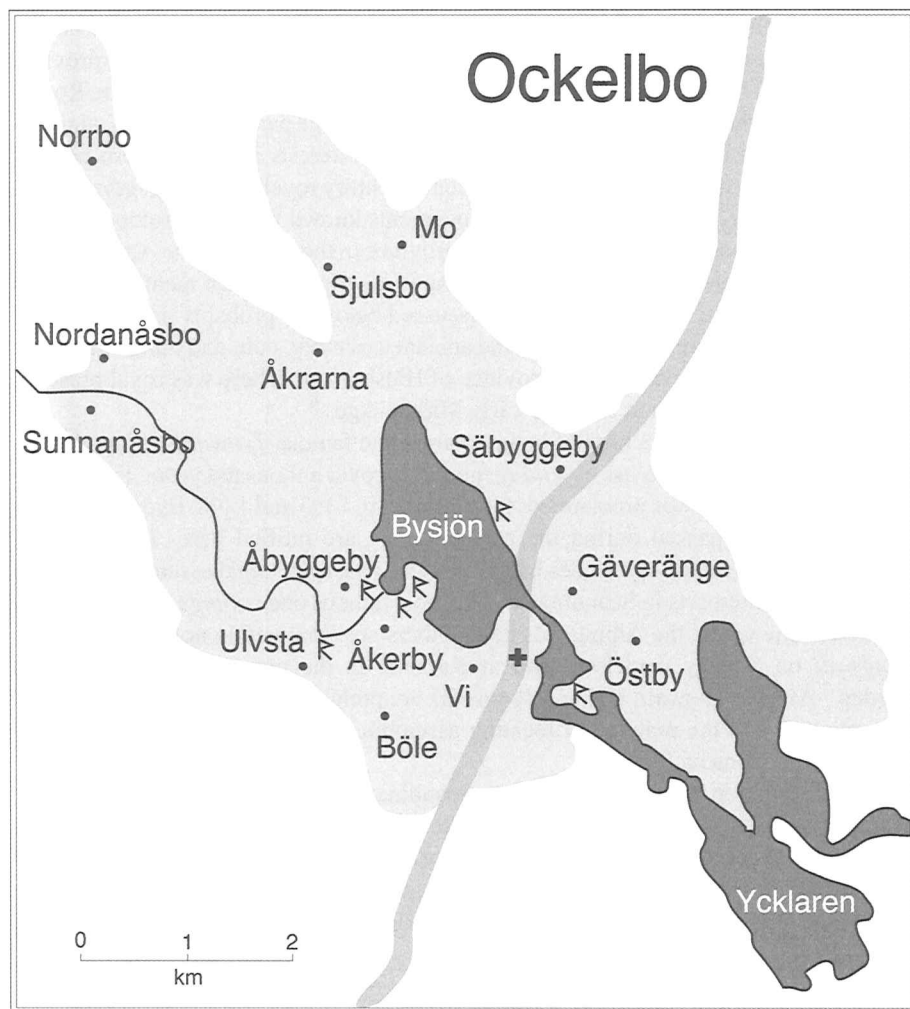 Ockelbo
Norrbo
Mo
Sjulsbo
Nordanåsbo
Åkrarna
Sunnanåsbo
Säbyggeby
Bysjön
Åbyggeby
Gäveränge
Ulvsta
Åkerby
Vi
Östby
Böle
Ycklaren
0 1 2
km